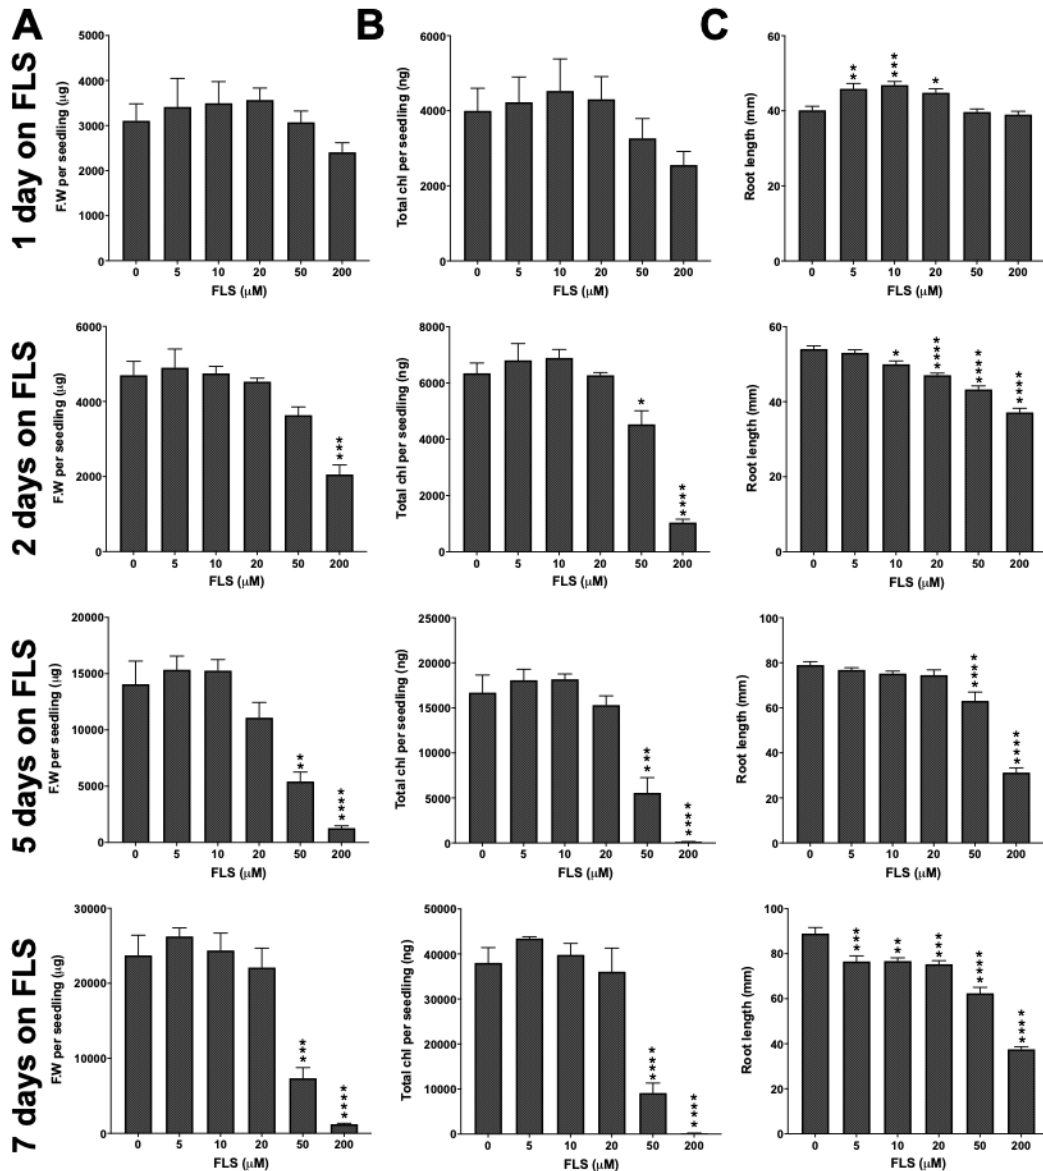 A
B
C
1 day on FLS
F.W per seedling (µg)
5000
4000
3000
2000
1000
0
0 5 10 20 50 200
FLS (µM)
Total chl per seedling (ng)
6000
4000
2000
0
0 5 10 20 50 200
FLS (µM)
Root length (mm)
60
40
20
0
** *** *
0 5 10 20 50 200
FLS (µM)
2 days on FLS
F.W per seedling (µg)
6000
4000
2000
0
***
0 5 10 20 50 200
FLS (µM)
Total chl per seedling (ng)
8000
6000
4000
2000
0
* ****
0 5 10 20 50 200
FLS (µM)
Root length (mm)
60
40
20
0
* **** **** ****
0 5 10 20 50 200
FLS (µM)
5 days on FLS
F.W per seedling (µg)
20000
15000
10000
5000
0
** ****
0 5 10 20 50 200
FLS (µM)
Total chl per seedling (ng)
25000
20000
15000
10000
5000
0
*** ****
0 5 10 20 50 200
FLS (µM)
Root length (mm)
100
80
60
40
20
0
**** ****
0 5 10 20 50 200
FLS (µM)
7 days on FLS
F.W per seedling (µg)
30000
20000
10000
0
*** ****
0 5 10 20 50 200
FLS (µM)
Total chl per seedling (ng)
50000
40000
30000
20000
10000
0
**** ****
0 5 10 20 50 200
FLS (µM)
Root length (mm)
100
80
60
40
20
0
*** ** *** **** ****
0 5 10 20 50 200
FLS (µM)